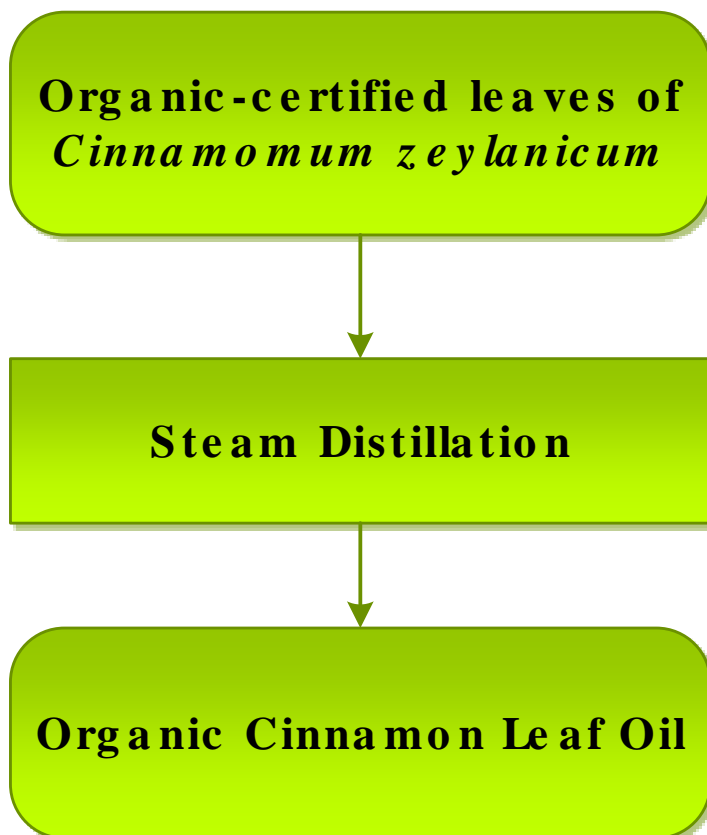 Organic-certified leaves of
Cinnamomum zeylanicum
Steam Distillation
Organic Cinnamon Leaf Oil